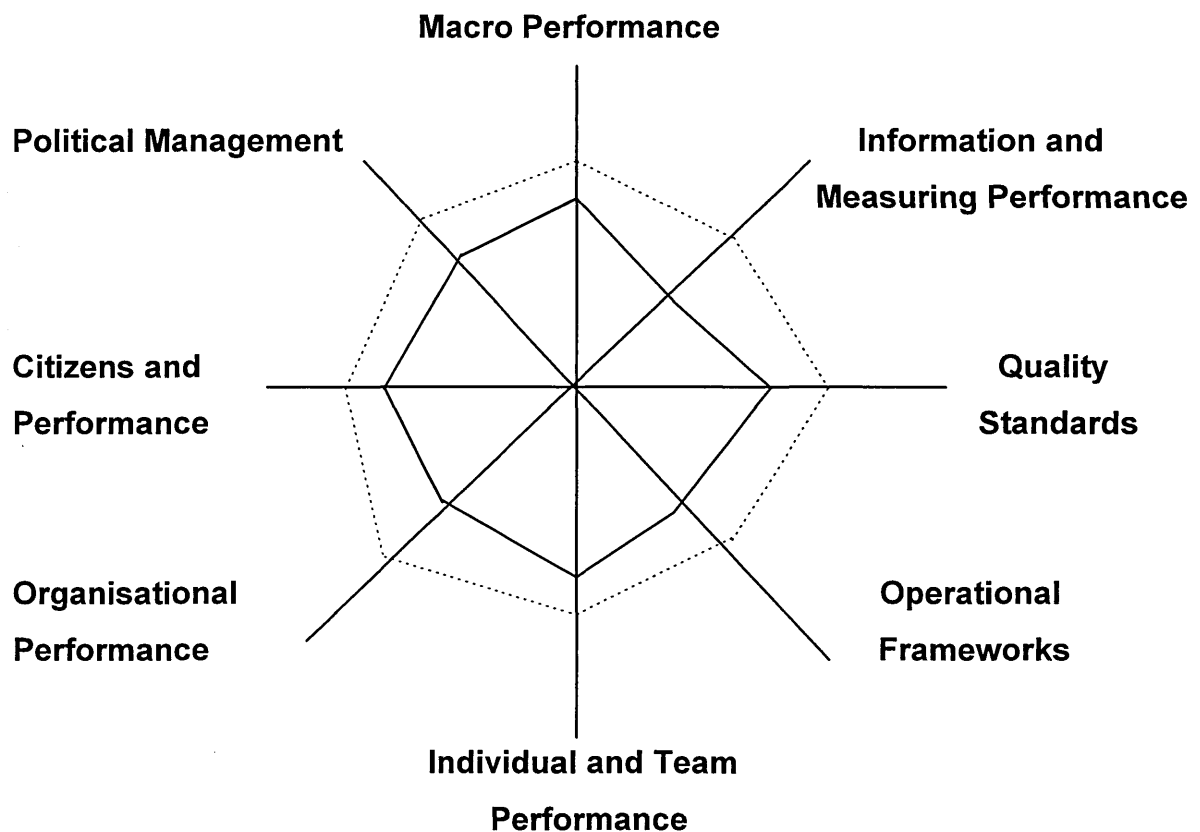 Macro Performance
Political Management
Information and
Measuring Performance
Citizens and
Performance
Quality
Standards
Organisational
Performance
Operational
Frameworks
Individual and Team
Performance